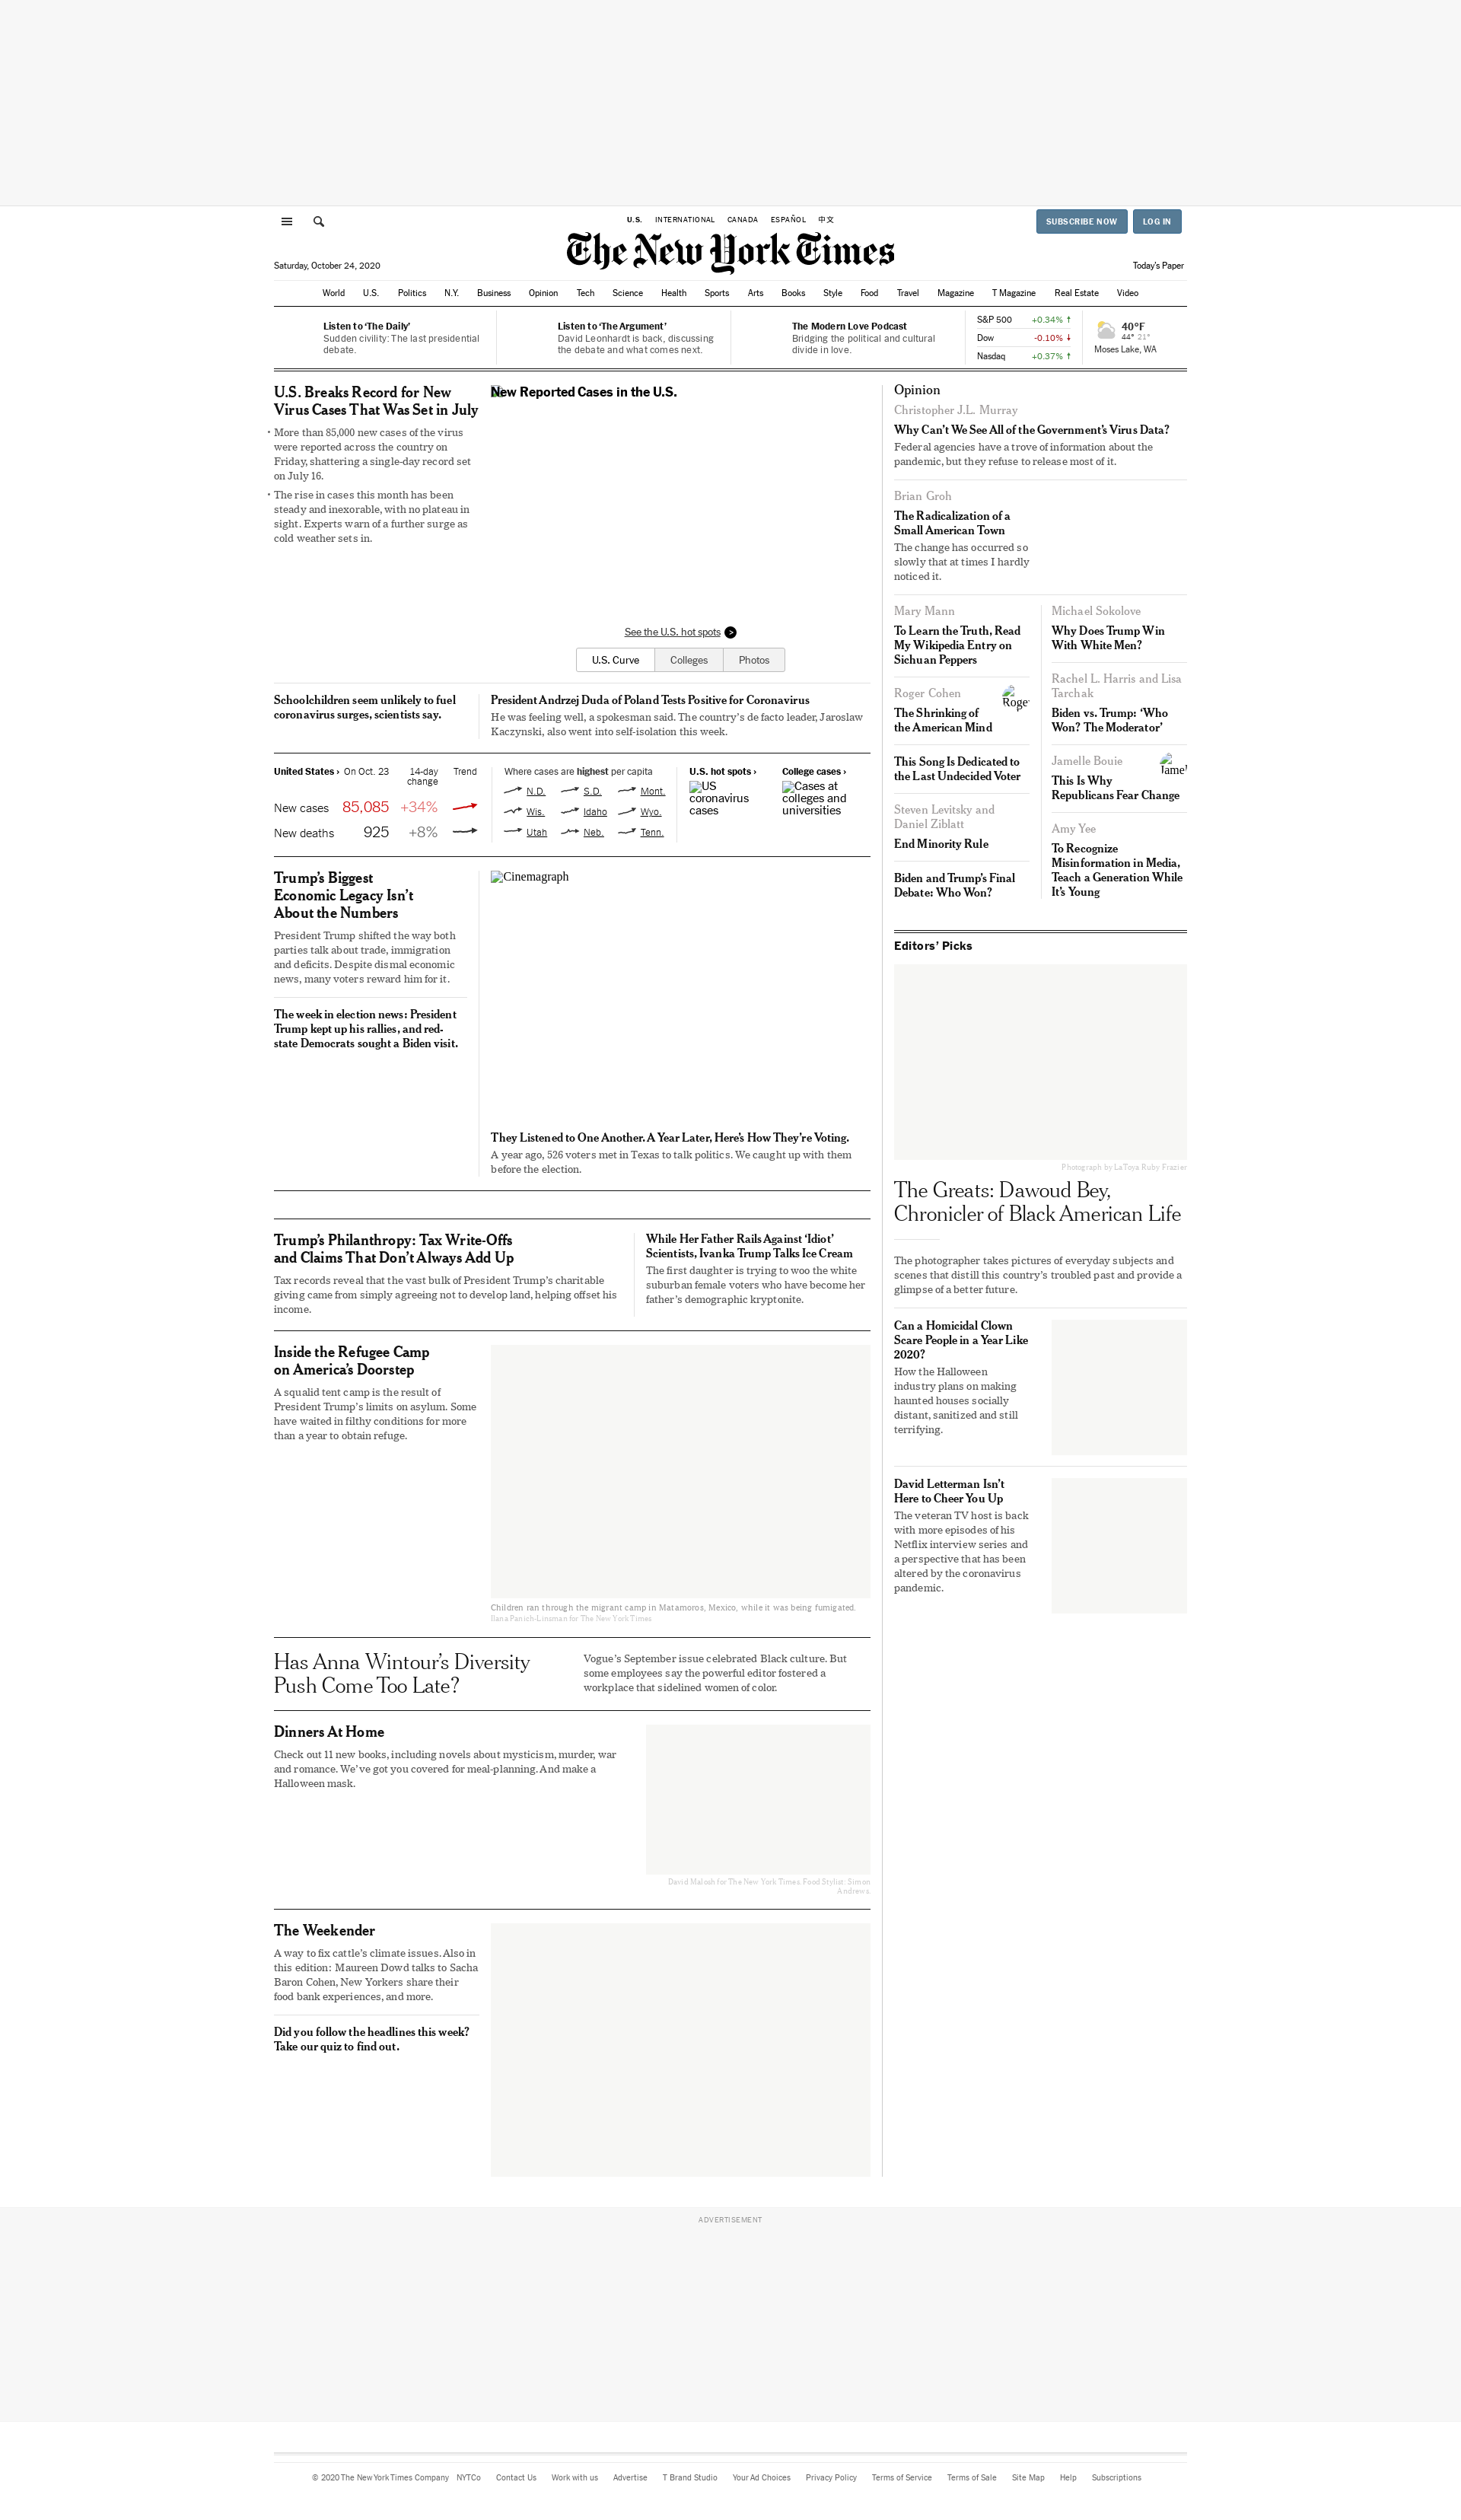 U.S. INTERNATIONAL CANADA ESPAÑOL 中文
SUBSCRIBE NOW LOG IN
The New York Times
Saturday, October 24, 2020
Today's Paper
World U.S. Politics N.Y. Business Opinion Tech Science Health Sports Arts Books Style Food Travel Magazine T Magazine Real Estate Video
Listen to ‘The Daily’
Sudden civility: The last presidential
debate.
Listen to ‘The Argument’
David Leonhardt is back, discussing
the debate and what comes next.
The Modern Love Podcast
Bridging the political and cultural
divide in love.
S&P 500 +0.34%
Dow -0.10%
Nasdaq +0.37%
40°F
44° 21°
Moses Lake, WA
U.S. Breaks Record for New
Virus Cases That Was Set in July
• More than 85,000 new cases of the virus
were reported across the country on
Friday, shattering a single-day record set
on July 16.
• The rise in cases this month has been
steady and inexorable, with no plateau in
sight. Experts warn of a further surge as
cold weather sets in.
New Reported Cases in the U.S.
See the U.S. hot spots >
U.S. Curve Colleges Photos
Schoolchildren seem unlikely to fuel
coronavirus surges, scientists say.
President Andrzej Duda of Poland Tests Positive for Coronavirus
He was feeling well, a spokesman said. The country’s de facto leader, Jaroslaw
Kaczynski, also went into self-isolation this week.
United States › On Oct. 23 14-day
change Trend
New cases 85,085 +34%
New deaths 925 +8%
Where cases are highest per capita
N.D. S.D. Mont.
Wis. Idaho Wyo.
Utah Neb. Tenn.
U.S. hot spots ›
US
coronavirus
cases
College cases ›
Cases at
colleges and
universities
Trump’s Biggest
Economic Legacy Isn’t
About the Numbers
President Trump shifted the way both
parties talk about trade, immigration
and deficits. Despite dismal economic
news, many voters reward him for it.
The week in election news: President
Trump kept up his rallies, and red-
state Democrats sought a Biden visit.
Cinemagraph
They Listened to One Another. A Year Later, Here’s How They’re Voting.
A year ago, 526 voters met in Texas to talk politics. We caught up with them
before the election.
Trump’s Philanthropy: Tax Write-Offs
and Claims That Don’t Always Add Up
Tax records reveal that the vast bulk of President Trump’s charitable
giving came from simply agreeing not to develop land, helping offset his
income.
While Her Father Rails Against ‘Idiot’
Scientists, Ivanka Trump Talks Ice Cream
The first daughter is trying to woo the white
suburban female voters who have become her
father’s demographic kryptonite.
Inside the Refugee Camp
on America’s Doorstep
A squalid tent camp is the result of
President Trump’s limits on asylum. Some
have waited in filthy conditions for more
than a year to obtain refuge.
Children ran through the migrant camp in Matamoros, Mexico, while it was being fumigated.
Ilana Panich-Linsman for The New York Times
Has Anna Wintour’s Diversity
Push Come Too Late?
Vogue’s September issue celebrated Black culture. But
some employees say the powerful editor fostered a
workplace that sidelined women of color.
Dinners At Home
Check out 11 new books, including novels about mysticism, murder, war
and romance. We’ve got you covered for meal-planning. And make a
Halloween mask.
David Malosh for The New York Times. Food Stylist: Simon
Andrews.
The Weekender
A way to fix cattle’s climate issues. Also in
this edition: Maureen Dowd talks to Sacha
Baron Cohen, New Yorkers share their
food bank experiences, and more.
Did you follow the headlines this week?
Take our quiz to find out.
Opinion
Christopher J.L. Murray
Why Can’t We See All of the Government’s Virus Data?
Federal agencies have a trove of information about the
pandemic, but they refuse to release most of it.
Brian Groh
The Radicalization of a
Small American Town
The change has occurred so
slowly that at times I hardly
noticed it.
Mary Mann
To Learn the Truth, Read
My Wikipedia Entry on
Sichuan Peppers
Roger Cohen
The Shrinking of
the American Mind
Roger
This Song Is Dedicated to
the Last Undecided Voter
Steven Levitsky and
Daniel Ziblatt
End Minority Rule
Biden and Trump’s Final
Debate: Who Won?
Michael Sokolove
Why Does Trump Win
With White Men?
Rachel L. Harris and Lisa
Tarchak
Biden vs. Trump: ‘Who
Won? The Moderator’
Jamelle Bouie
This Is Why
Republicans Fear Change
Amy Yee
To Recognize
Misinformation in Media,
Teach a Generation While
It’s Young
Editors’ Picks
Photograph by LaToya Ruby Frazier
The Greats: Dawoud Bey,
Chronicler of Black American Life
The photographer takes pictures of everyday subjects and
scenes that distill this country’s troubled past and provide a
glimpse of a better future.
Can a Homicidal Clown
Scare People in a Year Like
2020?
How the Halloween
industry plans on making
haunted houses socially
distant, sanitized and still
terrifying.
David Letterman Isn’t
Here to Cheer You Up
The veteran TV host is back
with more episodes of his
Netflix interview series and
a perspective that has been
altered by the coronavirus
pandemic.
ADVERTISEMENT
© 2020 The New York Times Company NYTCo Contact Us Work with us Advertise T Brand Studio Your Ad Choices Privacy Policy Terms of Service Terms of Sale Site Map Help Subscriptions